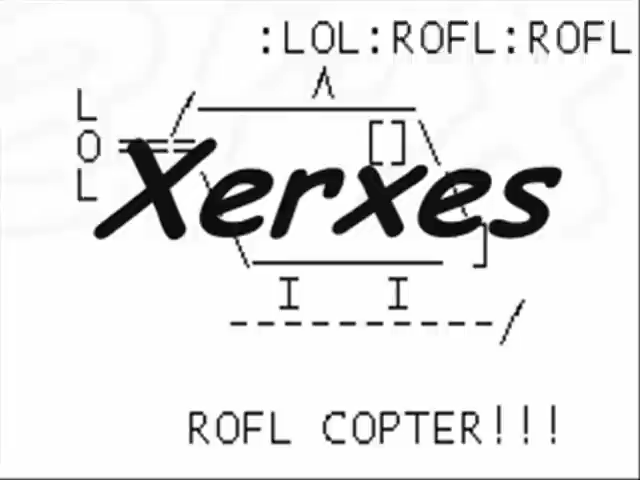 :LOL:ROFL:ROFL
L
O
L
Xerxes
I I
ROFL COPTER!!!